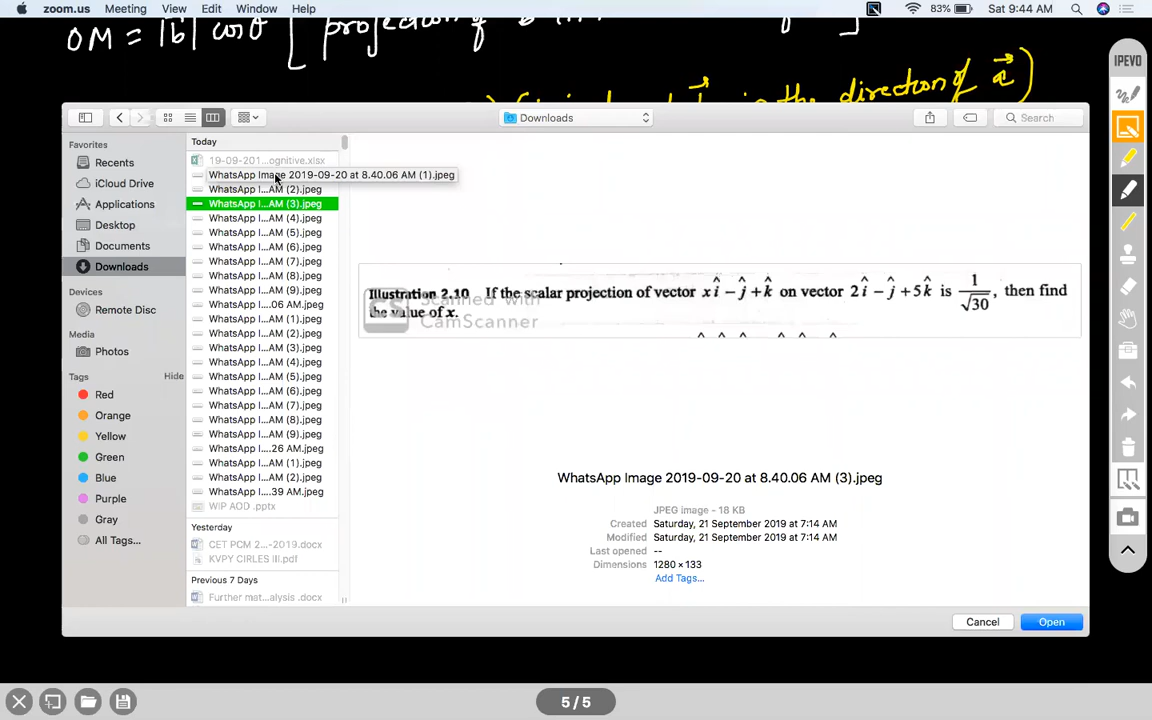 zoom.us Meeting View Edit Window Help 83% Sat 9:44 AM
OM = |b| cosθ [ projection of
in the direction of a )
IPEVO
Downloads
Search
Favorites
Recents
iCloud Drive
Applications
Desktop
Documents
Downloads
Devices
Remote Disc
Media
Photos
Tags Hide
Red
Orange
Yellow
Green
Blue
Purple
Gray
All Tags...
Today
19-09-201...ognitive.xlsx
WhatsApp Image 2019-09-20 at 8.40.06 AM (1).jpeg
WhatsApp I...AM (2).jpeg
WhatsApp I...AM (3).jpeg
WhatsApp I...AM (4).jpeg
WhatsApp I...AM (5).jpeg
WhatsApp I...AM (6).jpeg
WhatsApp I...AM (7).jpeg
WhatsApp I...AM (8).jpeg
WhatsApp I...AM (9).jpeg
WhatsApp I....06 AM.jpeg
WhatsApp I...AM (1).jpeg
WhatsApp I...AM (2).jpeg
WhatsApp I...AM (3).jpeg
WhatsApp I...AM (4).jpeg
WhatsApp I...AM (5).jpeg
WhatsApp I...AM (6).jpeg
WhatsApp I...AM (7).jpeg
WhatsApp I...AM (8).jpeg
WhatsApp I...AM (9).jpeg
WhatsApp I....26 AM.jpeg
WhatsApp I...AM (1).jpeg
WhatsApp I...AM (2).jpeg
WhatsApp I....39 AM.jpeg
WIP AOD .pptx
Yesterday
CET PCM 2...-2019.docx
KVPY CIRLES III.pdf
Previous 7 Days
Further mat...alysis .docx
Illustration 2.10 If the scalar projection of vector x î − ĵ + k̂ on vector 2 î − ĵ + 5 k̂ is 1/√30, then find
the value of x.
CS Scanned with
CamScanner
WhatsApp Image 2019-09-20 at 8.40.06 AM (3).jpeg
JPEG image - 18 KB
Created Saturday, 21 September 2019 at 7:14 AM
Modified Saturday, 21 September 2019 at 7:14 AM
Last opened --
Dimensions 1280 × 133
Add Tags...
Cancel Open
5 / 5